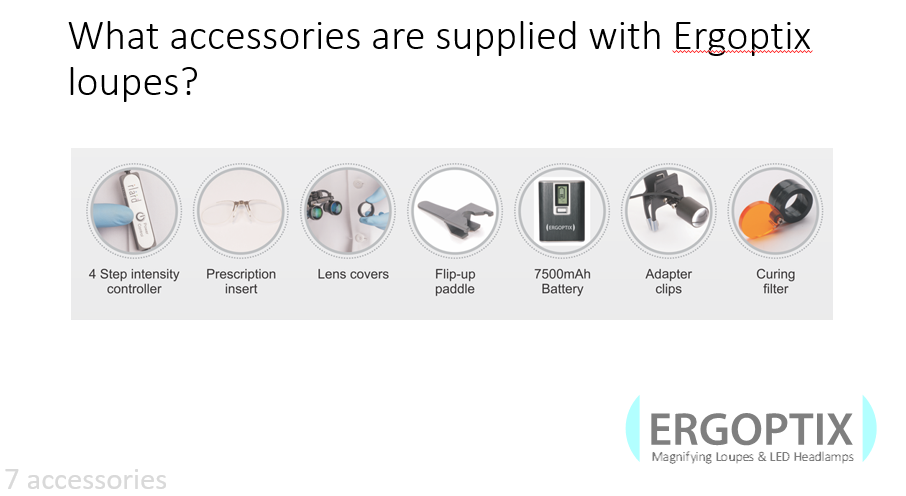 What accessories are supplied with Ergoptix
loupes?
(ERGOPTIX)
4 Step intensity
controller
Prescription
insert
Lens covers
Flip-up
paddle
7500mAh
Battery
Adapter
clips
Curing
filter
ERGOPTIX
Magnifying Loupes & LED Headlamps
7 accessories